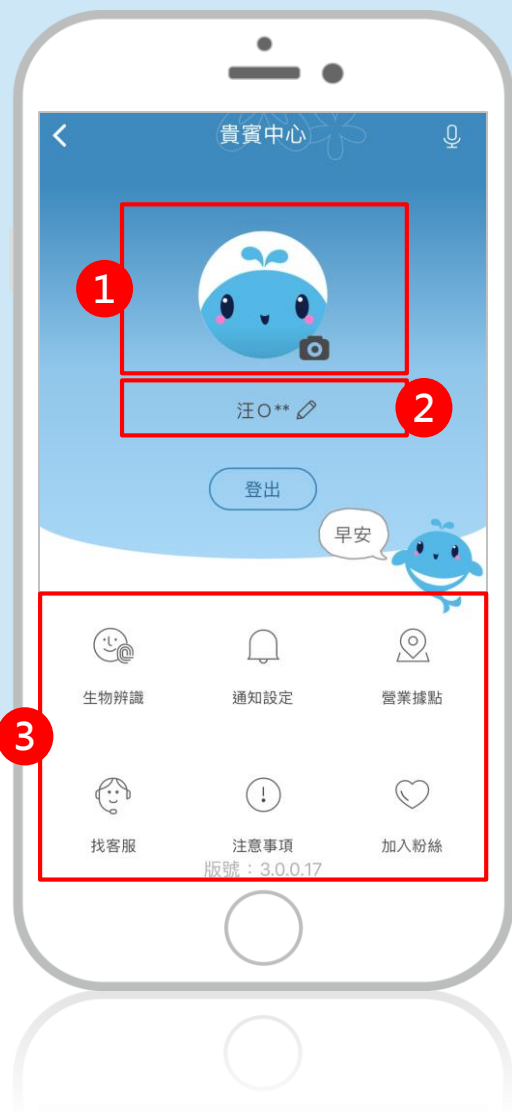 貴賓中心
1
汪O**
2
登出
早安
生物辨識 通知設定 營業據點
3
找客服 注意事項 加入粉絲
版號：3.0.0.17